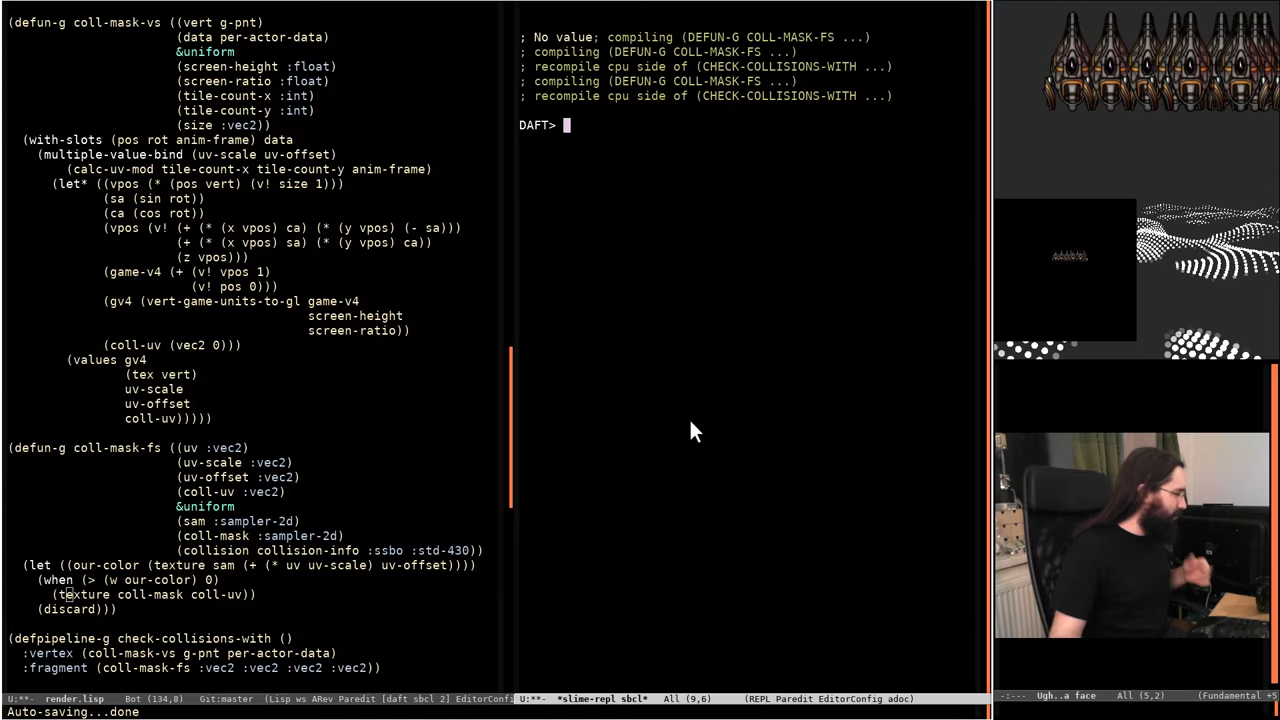 (defun-g coll-mask-vs ((vert g-pnt)
(data per-actor-data)
&uniform
(screen-height :float)
(screen-ratio :float)
(tile-count-x :int)
(tile-count-y :int)
(size :vec2))
(with-slots (pos rot anim-frame) data
(multiple-value-bind (uv-scale uv-offset)
(calc-uv-mod tile-count-x tile-count-y anim-frame)
(let* ((vpos (* (pos vert) (v! size 1)))
(sa (sin rot))
(ca (cos rot))
(vpos (v! (+ (* (x vpos) ca) (* (y vpos) (- sa)))
(+ (* (x vpos) sa) (* (y vpos) ca))
(z vpos)))
(game-v4 (+ (v! vpos 1)
(v! pos 0)))
(gv4 (vert-game-units-to-gl game-v4
screen-height
screen-ratio))
(coll-uv (vec2 0)))
(values gv4
(tex vert)
uv-scale
uv-offset
coll-uv)))))
(defun-g coll-mask-fs ((uv :vec2)
(uv-scale :vec2)
(uv-offset :vec2)
(coll-uv :vec2)
&uniform
(sam :sampler-2d)
(coll-mask :sampler-2d)
(collision collision-info :ssbo :std-430))
(let ((our-color (texture sam (+ (* uv uv-scale) uv-offset))))
(when (> (w our-color) 0)
(texture coll-mask coll-uv))
(discard)))
(defpipeline-g check-collisions-with ()
:vertex (coll-mask-vs g-pnt per-actor-data)
:fragment (coll-mask-fs :vec2 :vec2 :vec2 :vec2))
U:**- render.lisp Bot (134,8) Git:master (Lisp ws ARev Paredit [daft sbcl 2] EditorConfi
Auto-saving...done
; No value; compiling (DEFUN-G COLL-MASK-FS ...)
; compiling (DEFUN-G COLL-MASK-FS ...)
; recompile cpu side of (CHECK-COLLISIONS-WITH ...)
; compiling (DEFUN-G COLL-MASK-FS ...)
; recompile cpu side of (CHECK-COLLISIONS-WITH ...)
DAFT>
U:**- *slime-repl sbcl* All (9,6) (REPL Paredit EditorConfig adoc)
-:--- Ugh..a face All (5,2) (Fundamental +5